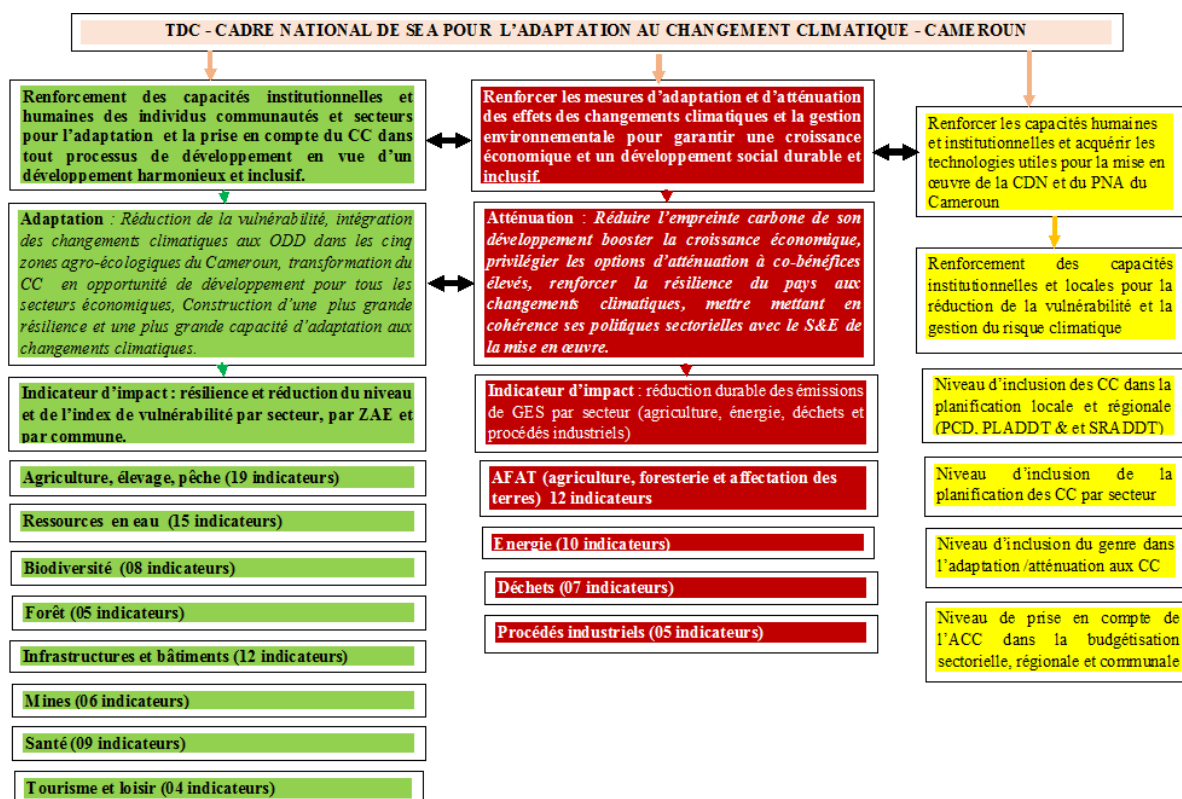 TDC - CADRE NATIONAL DE SEA POUR L'ADAPTATION AU CHANGEMENT CLIMATIQUE - CAMEROUN
Renforcement des capacités institutionnelles et
humaines des individus communautés et secteurs
pour l'adaptation et la prise en compte du CC dans
tout processus de développement en vue d'un
développement harmonieux et inclusif.
Adaptation : Réduction de la vulnérabilité, intégration
des changements climatiques aux ODD dans les cinq
zones agro-écologiques du Cameroun, transformation du
CC en opportunité de développement pour tous les
secteurs économiques, Construction d'une plus grande
résilience et une plus grande capacité d'adaptation aux
changements climatiques.
Indicateur d'impact : résilience et réduction du niveau
et de l'index de vulnérabilité par secteur, par ZAE et
par commune.
Agriculture, élevage, pêche (19 indicateurs)
Ressources en eau (15 indicateurs)
Biodiversité (08 indicateurs)
Forêt (05 indicateurs)
Infrastructures et bâtiments (12 indicateurs)
Mines (06 indicateurs)
Santé (09 indicateurs)
Tourisme et loisir (04 indicateurs)
Renforcer les mesures d'adaptation et d'atténuation
des effets des changements climatiques et la gestion
environnementale pour garantir une croissance
économique et un développement social durable et
inclusif.
Atténuation : Réduire l'empreinte carbone de son
développement booster la croissance économique,
privilégier les options d'atténuation à co-bénéfices
élevés, renforcer la résilience du pays aux
changements climatiques, mettre mettant en
cohérence ses politiques sectorielles avec le S&E de
la mise en œuvre.
Indicateur d'impact : réduction durable des émissions
de GES par secteur (agriculture, énergie, déchets et
procédés industriels)
AFAT (agriculture, foresterie et affectation des
terres) 12 indicateurs
Energie (10 indicateurs)
Déchets (07 indicateurs)
Procédés industriels (05 indicateurs)
Renforcer les capacités humaines
et institutionnelles et acquérir les
technologies utiles pour la mise en
œuvre de la CDN et du PNA du
Cameroun
Renforcement des capacités
institutionnelles et locales pour la
réduction de la vulnérabilité et la
gestion du risque climatique
Niveau d'inclusion des CC dans la
planification locale et régionale
(PCD, PLADDT & et SRADDT)
Niveau d'inclusion de la
planification des CC par secteur
Niveau d'inclusion du genre dans
l'adaptation /atténuation aux CC
Niveau de prise en compte de
l'ACC dans la budgétisation
sectorielle, régionale et communale